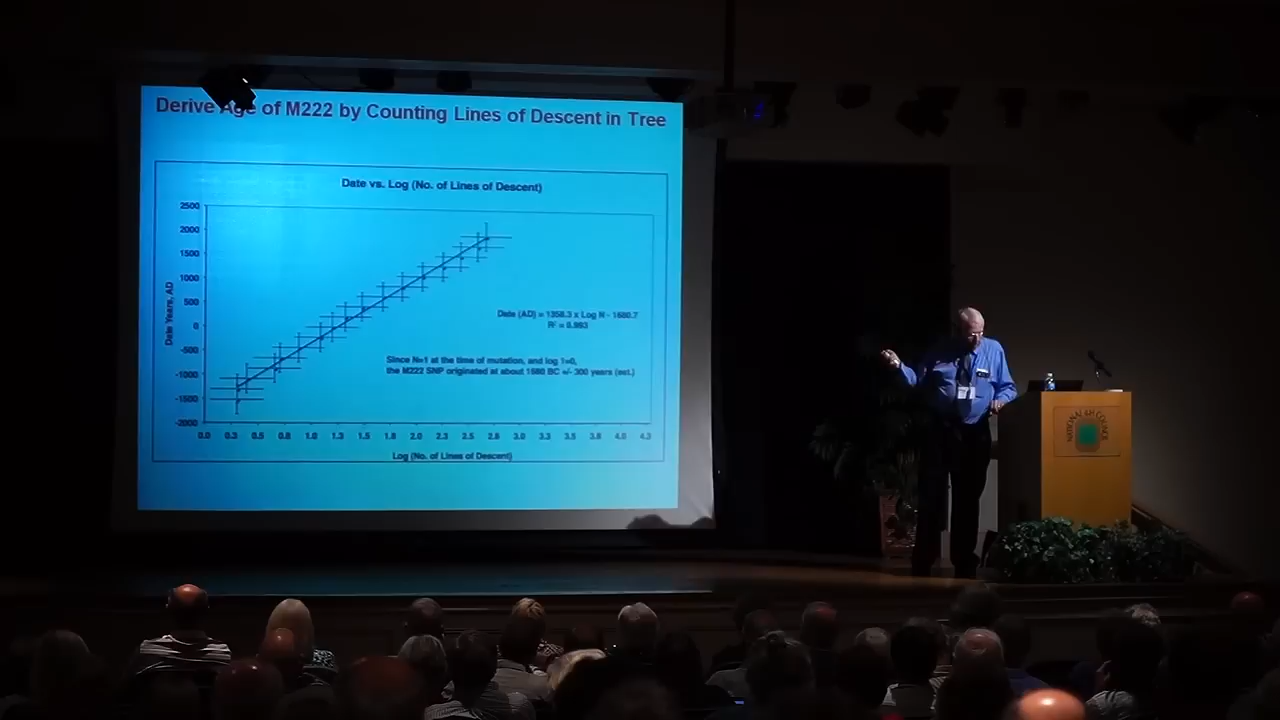 Derive Age of M222 by Counting Lines of Descent in Tree
Date vs. Log (No. of Lines of Descent)
2500
2000
1500
1000
500
0
-500
-1000
-1500
-2000
Date Years, AD
Date (AD) = 1358.3 x Log N - 1680.7
R² = 0.993
Since N=1 at the time of mutation, and log 1=0,
the M222 SNP originated at about 1680 BC +/- 300 years (est.)
0.0 0.3 0.5 0.8 1.0 1.3 1.5 1.8 2.0 2.3 2.5 2.8 3.0 3.3 3.5 3.8 4.0 4.3
Log (No. of Lines of Descent)
NATIONAL 4-H COUNCIL